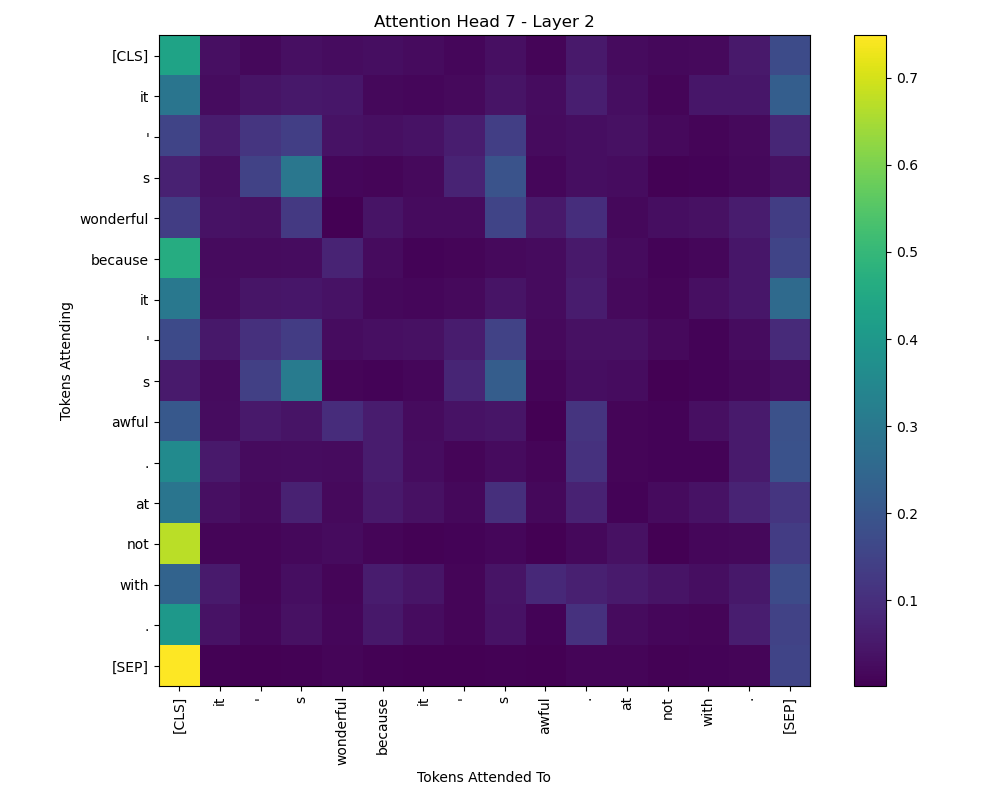 Attention Head 7 - Layer 2
[CLS]
it
'
s
wonderful
because
it
'
s
awful
.
at
not
with
.
[SEP]
Tokens Attending
[CLS]
it
'
s
wonderful
because
it
'
s
awful
.
at
not
with
.
[SEP]
Tokens Attended To
0.7
0.6
0.5
0.4
0.3
0.2
0.1